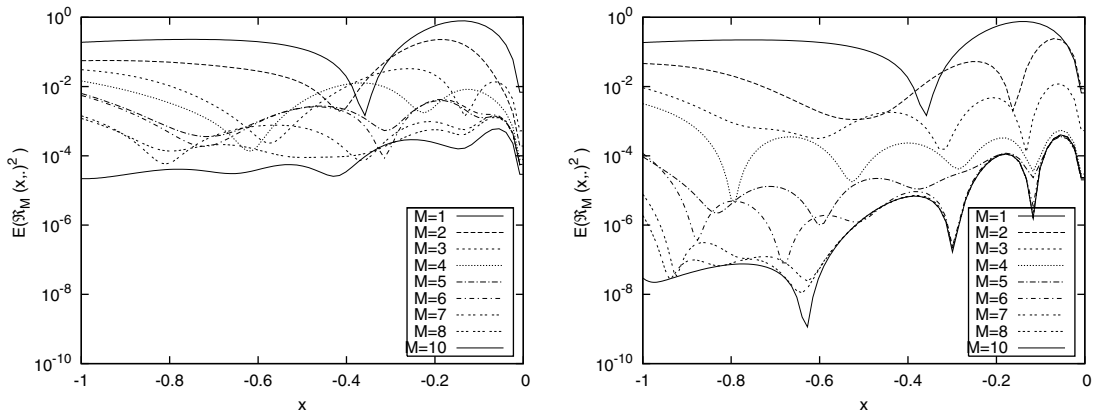 10^0
10^-2
10^-4
10^-6
10^-8
10^-10
E(ℜ_M (x,.)^2 )
-1 -0.8 -0.6 -0.4 -0.2 0
x
M=1
M=2
M=3
M=4
M=5
M=6
M=7
M=8
M=10
10^0
10^-2
10^-4
10^-6
10^-8
10^-10
E(ℜ_M (x,.)^2 )
-1 -0.8 -0.6 -0.4 -0.2 0
x
M=1
M=2
M=3
M=4
M=5
M=6
M=7
M=8
M=10